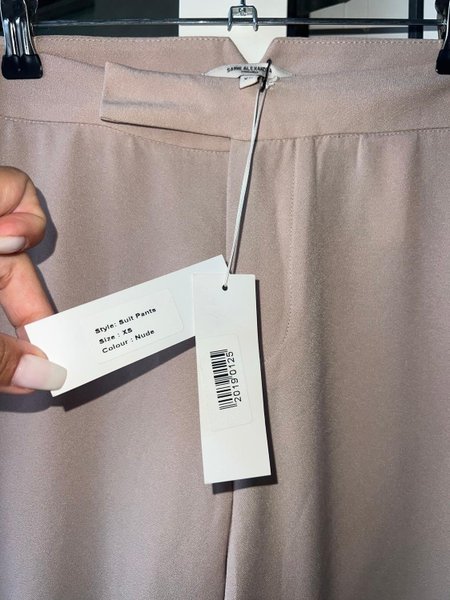 Style: Suit Pants
Size : XS
Colour : Nude
20190125